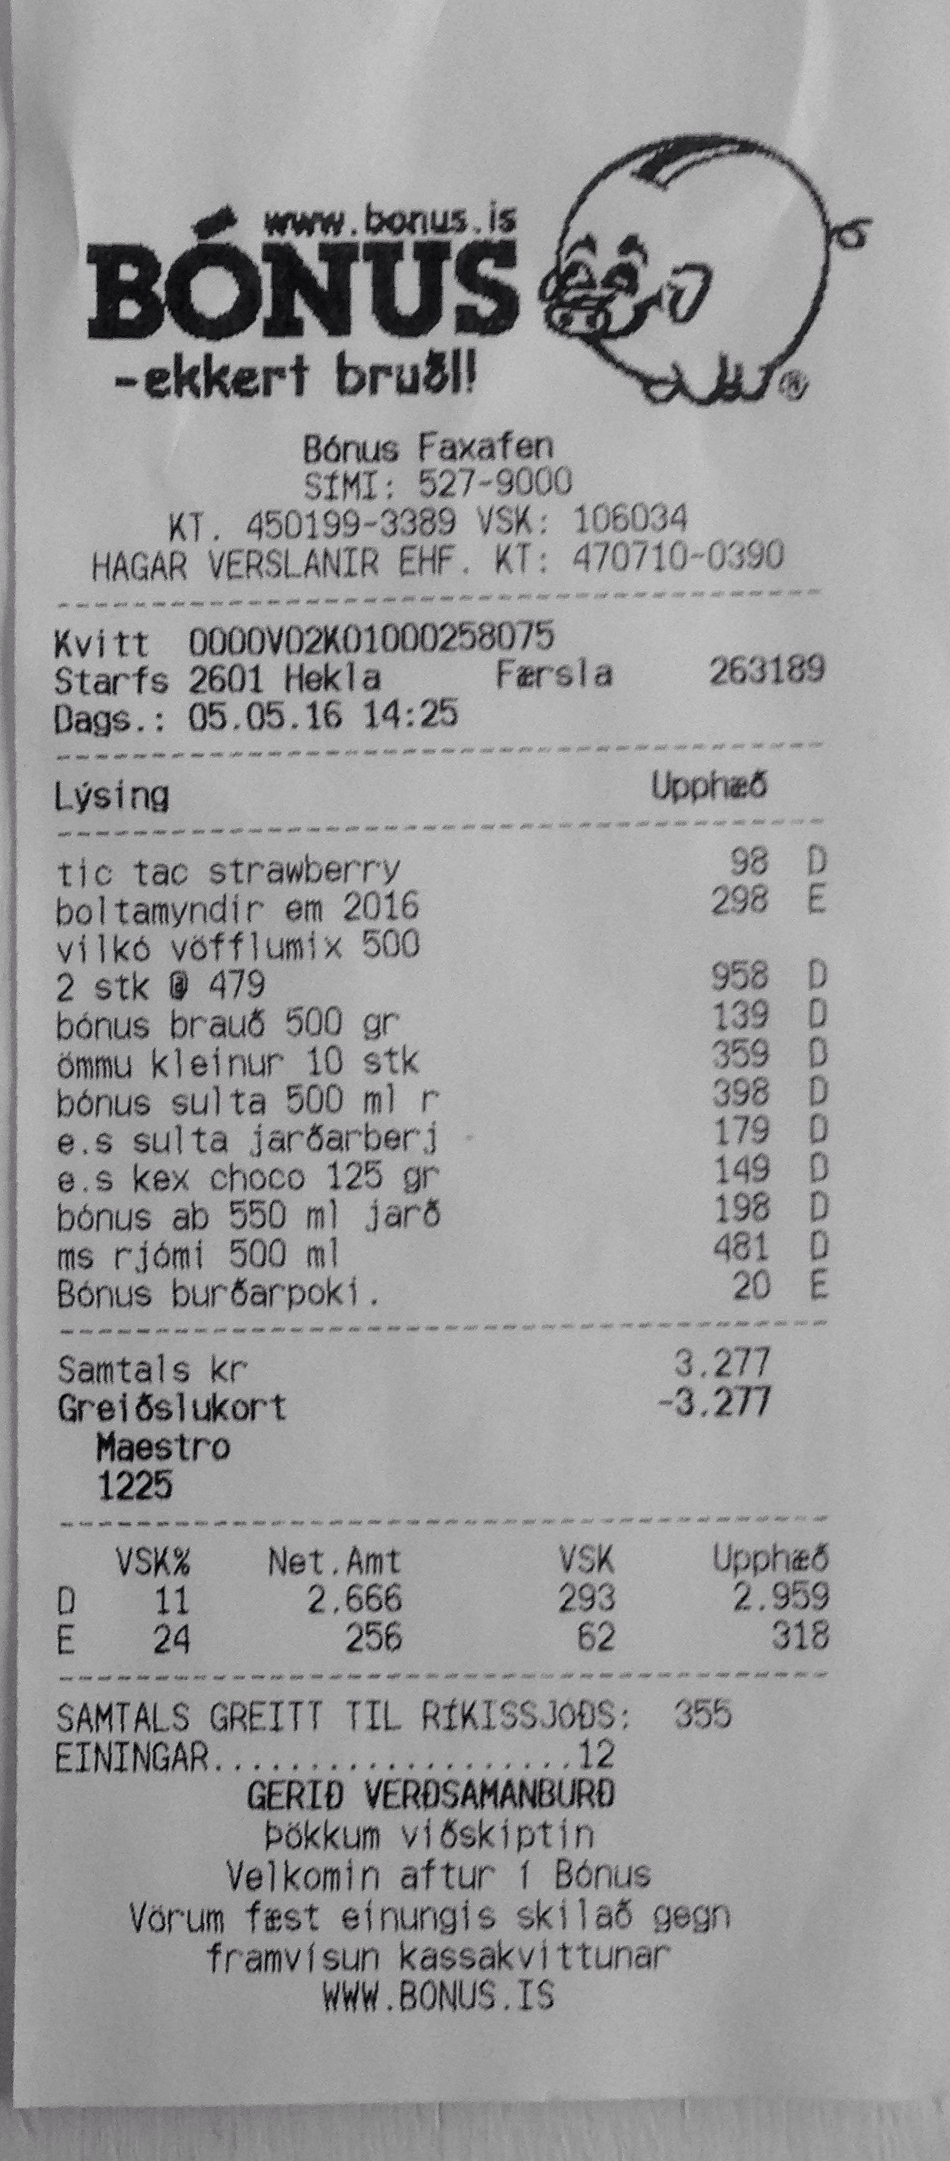 www.bonus.is
BÓNUS
-ekkert bruðl!
®
Bónus Faxafen
SÍMI: 527-9000
KT. 450199-3389 VSK: 106034
HAGAR VERSLANIR EHF. KT: 470710-0390
Kvitt 0000V02K01000258075
Starfs 2601 Hekla Færsla 263189
Dags.: 05.05.16 14:25
Lýsing Upphæð
tic tac strawberry 98 D
boltamyndir em 2016 298 E
vilkó vöfflumix 500
2 stk @ 479 958 D
bónus brauð 500 gr 139 D
ömmu kleinur 10 stk 359 D
bónus sulta 500 ml r 398 D
e.s sulta jarðarberj 179 D
e.s kex choco 125 gr 149 D
bónus ab 550 ml jarð 198 D
ms rjómi 500 ml 481 D
Bónus burðarpoki. 20 E
Samtals kr 3.277
Greiðslukort -3.277
Maestro
1225
VSK% Net.Amt VSK Upphæð
D 11 2.666 293 2.959
E 24 256 62 318
SAMTALS GREITT TIL RÍKISSJÓÐS: 355
EININGAR...................12
GERIÐ VERÐSAMANBURÐ
Þökkum viðskiptin
Velkomin aftur í Bónus
Vörum fæst einungis skilað gegn
framvísun kassakvittunar
WWW.BONUS.IS